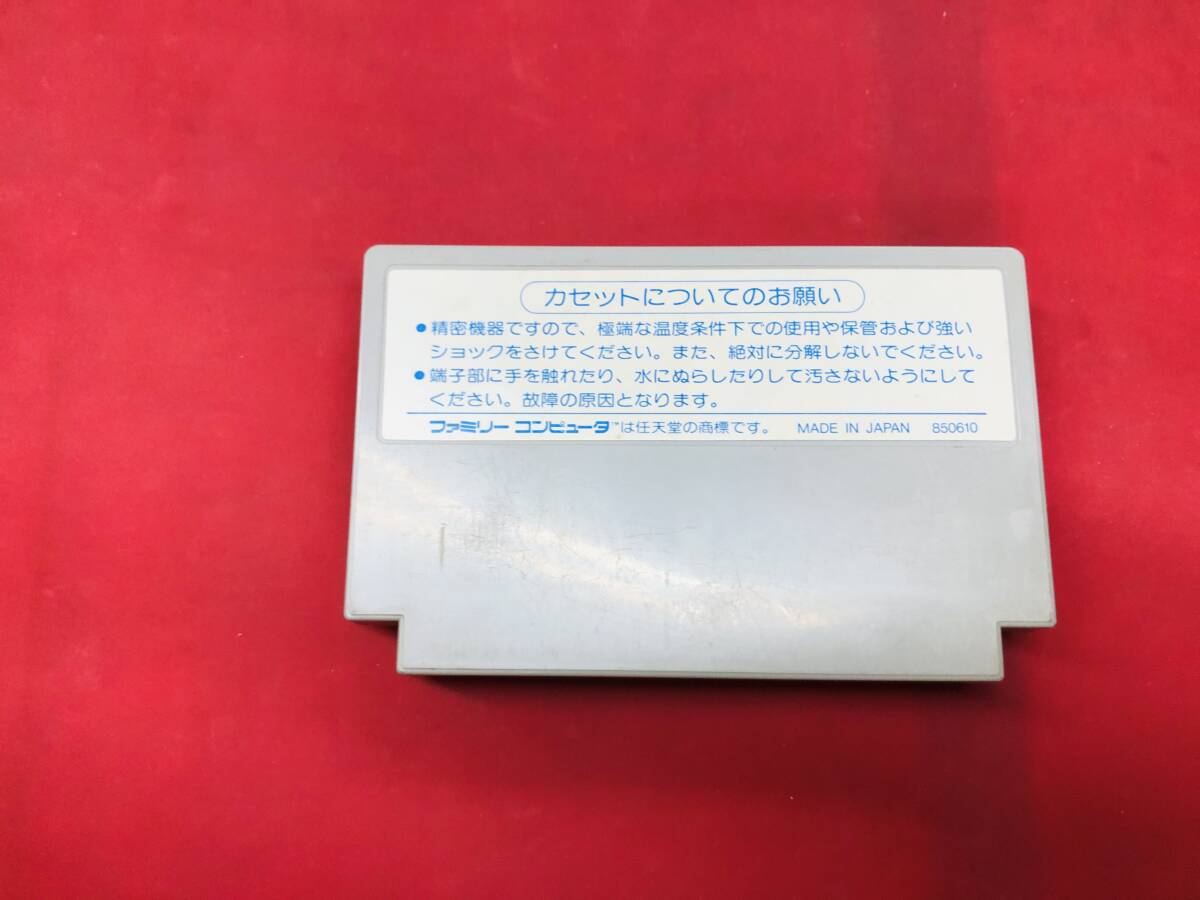 カセットについてのお願い
●精密機器ですので、極端な温度条件下での使用や保管および強い
ショックをさけてください。また、絶対に分解しないでください。
●端子部に手を触れたり、水にぬらしたりして汚さないようにして
ください。故障の原因となります。
ファミリー コンピュータ™は任天堂の商標です。 MADE IN JAPAN 850610